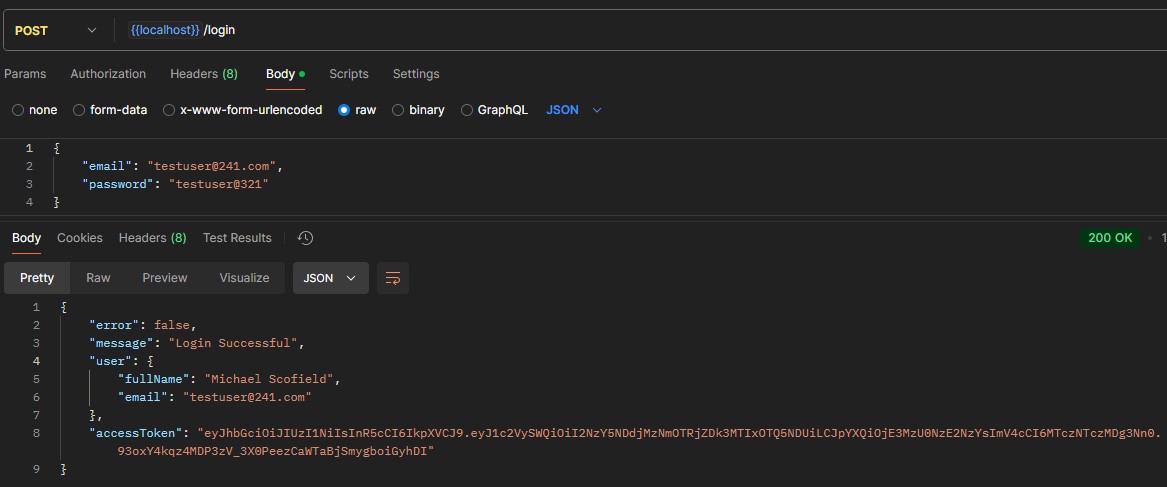 POST {{localhost}} /login
Params Authorization Headers (8) Body Scripts Settings
none form-data x-www-form-urlencoded raw binary GraphQL JSON
1 {
2 "email": "testuser@241.com",
3 "password": "testuser@321"
4 }
Body Cookies Headers (8) Test Results 200 OK • 1
Pretty Raw Preview Visualize JSON
1 {
2 "error": false,
3 "message": "Login Successful",
4 "user": {
5 "fullName": "Michael Scofield",
6 "email": "testuser@241.com"
7 },
8 "accessToken": "eyJhbGciOiJIUzI1NiIsInR5cCI6IkpXVCJ9.eyJ1c2VySWQiOiI2NzY5NDdjMzNmOTRjZDk3MTIxOTQ5NDUiLCJpYXQiOjE3MzU0NzE2NzYsImV4cCI6MTczNTczMDg3Nn0.
93oxY4kqz4MDP3zV_3X0PeezCaWTaBjSmygboiGyhDI"
9 }